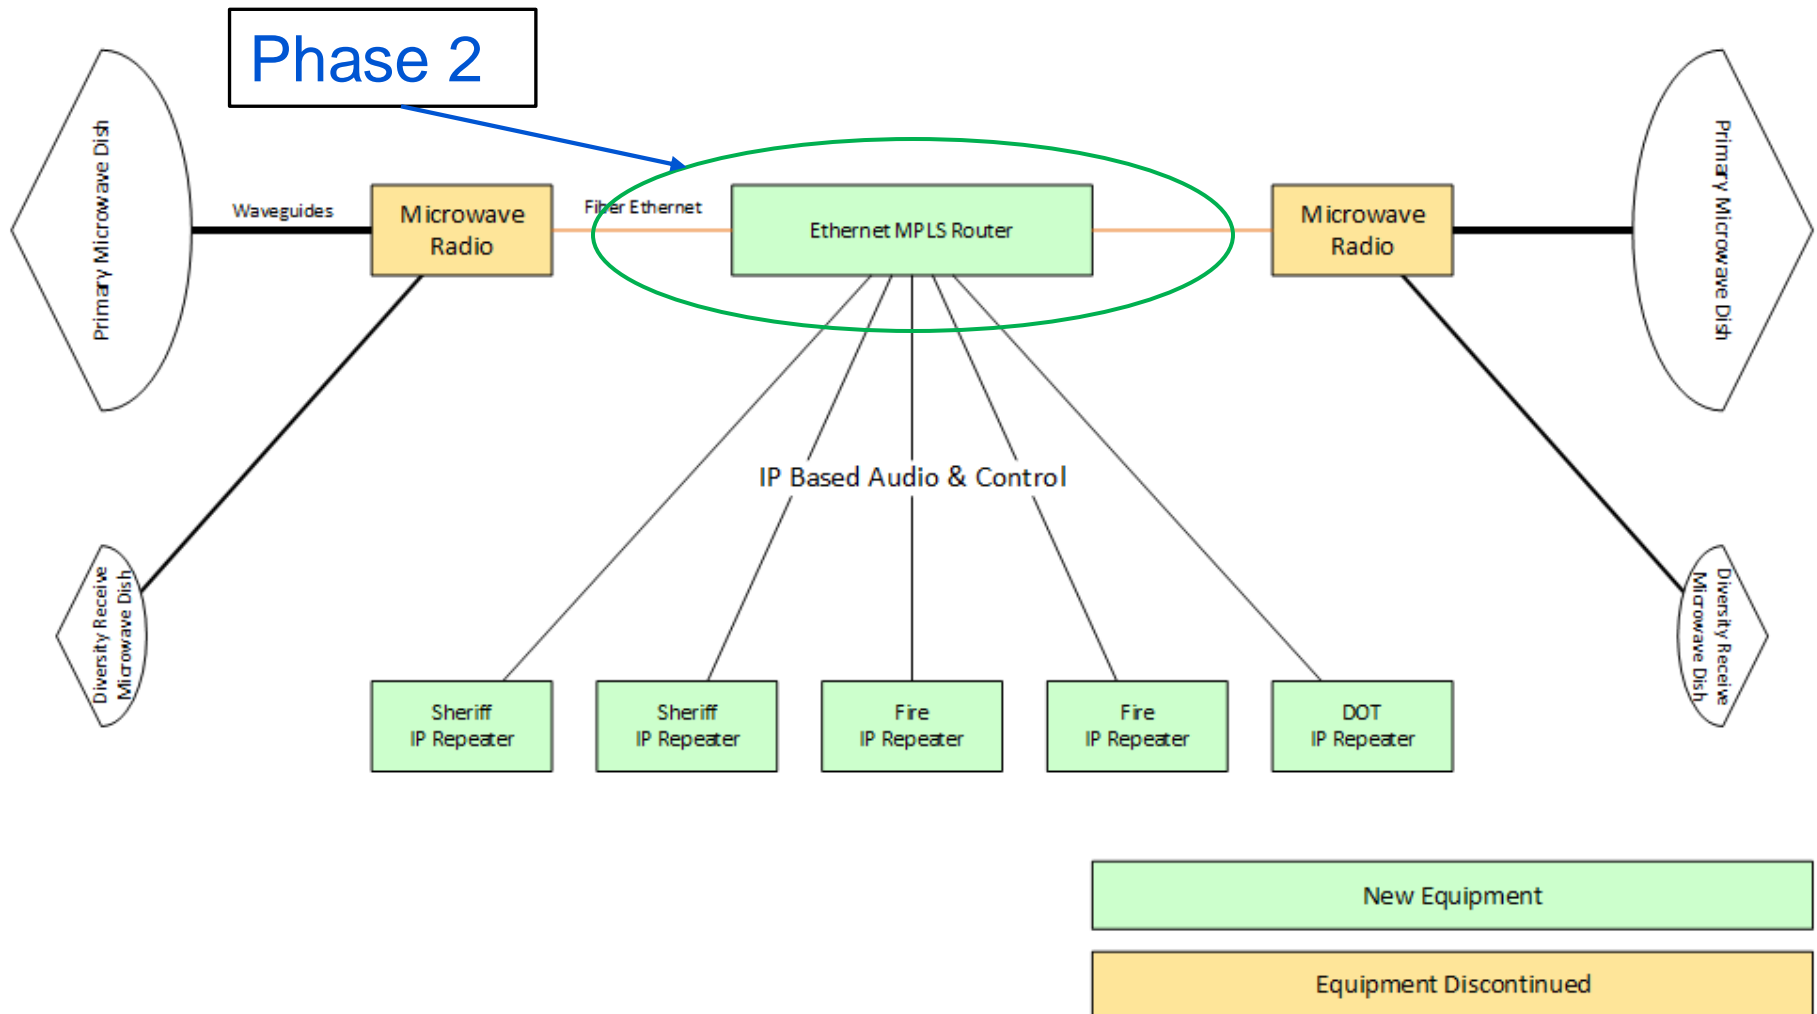 Phase 2
Primary Microwave Dish
Waveguides
Microwave
Radio
Fiber Ethernet
Ethernet MPLS Router
Microwave
Radio
Primary Microwave Dish
IP Based Audio & Control
Diversity Receive
Microwave Dish
Diversity Receive
Microwave Dish
Sheriff
IP Repeater
Sheriff
IP Repeater
Fire
IP Repeater
Fire
IP Repeater
DOT
IP Repeater
New Equipment
Equipment Discontinued